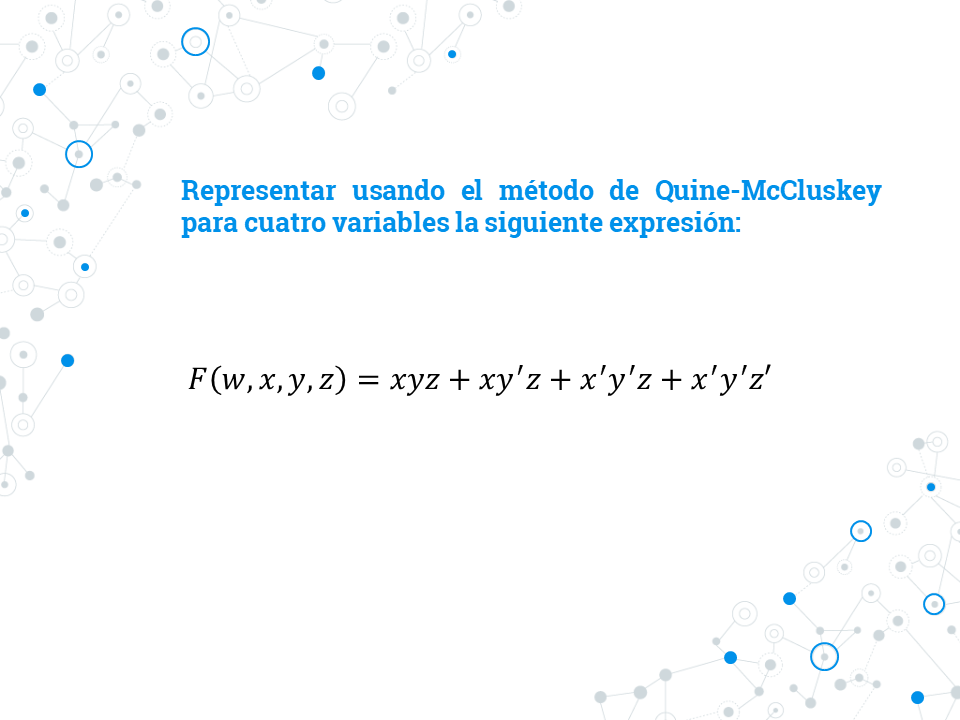 Representar usando el método de Quine-McCluskey
para cuatro variables la siguiente expresión:
𝐹(𝑤, 𝑥, 𝑦, 𝑧) = 𝑥𝑦𝑧 + 𝑥𝑦′𝑧 + 𝑥′𝑦′𝑧 + 𝑥′𝑦′𝑧′